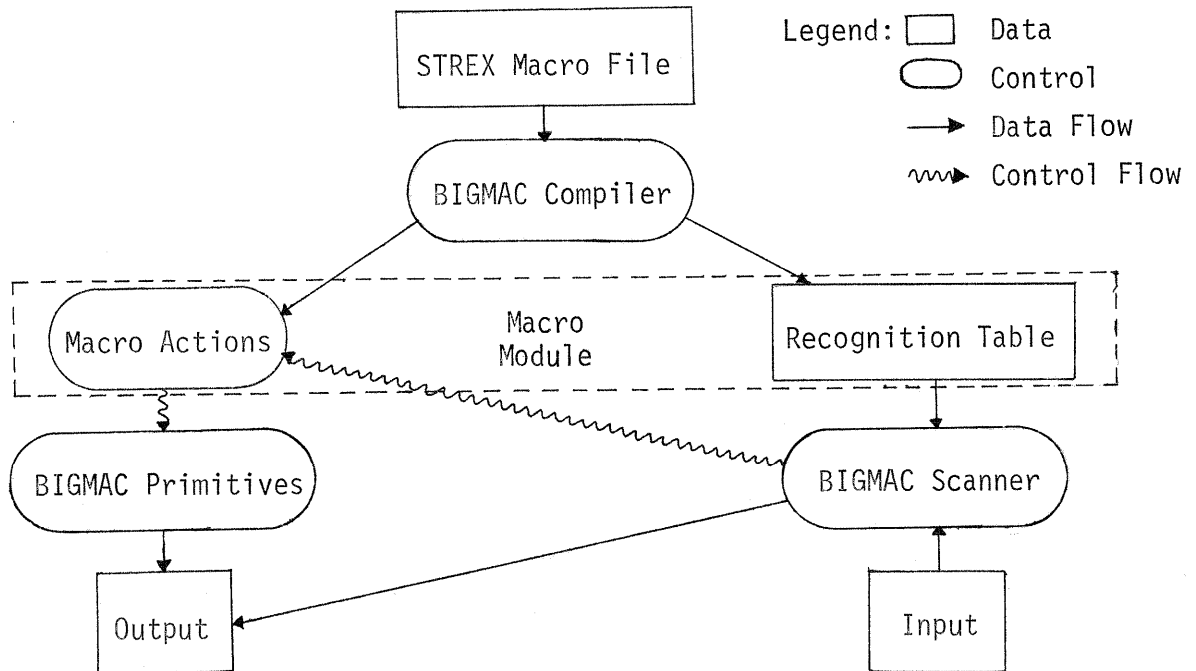 STREX Macro File
Legend:
Data
Control
Data Flow
Control Flow
BIGMAC Compiler
Macro Actions
Macro
Module
Recognition Table
BIGMAC Primitives
BIGMAC Scanner
Output
Input